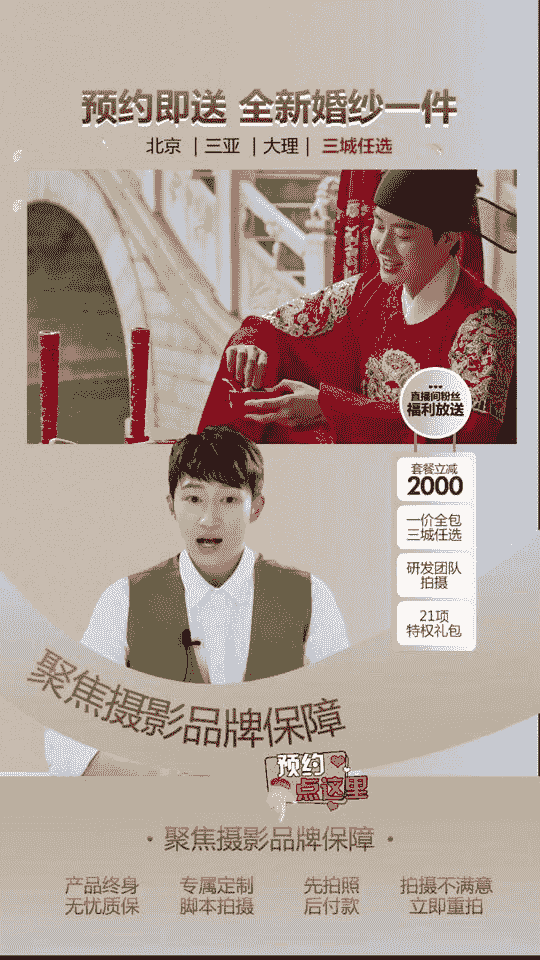 预约即送 全新婚纱一件
北京 | 三亚 | 大理 | 三城任选
直播间粉丝
福利放送
套餐立减
2000
一价全包
三城任选
研发团队
拍摄
21项
特权礼包
聚焦摄影品牌保障
预约
点这里
· 聚焦摄影品牌保障 ·
产品终身
无忧质保
专属定制
脚本拍摄
先拍照
后付款
拍摄不满意
立即重拍